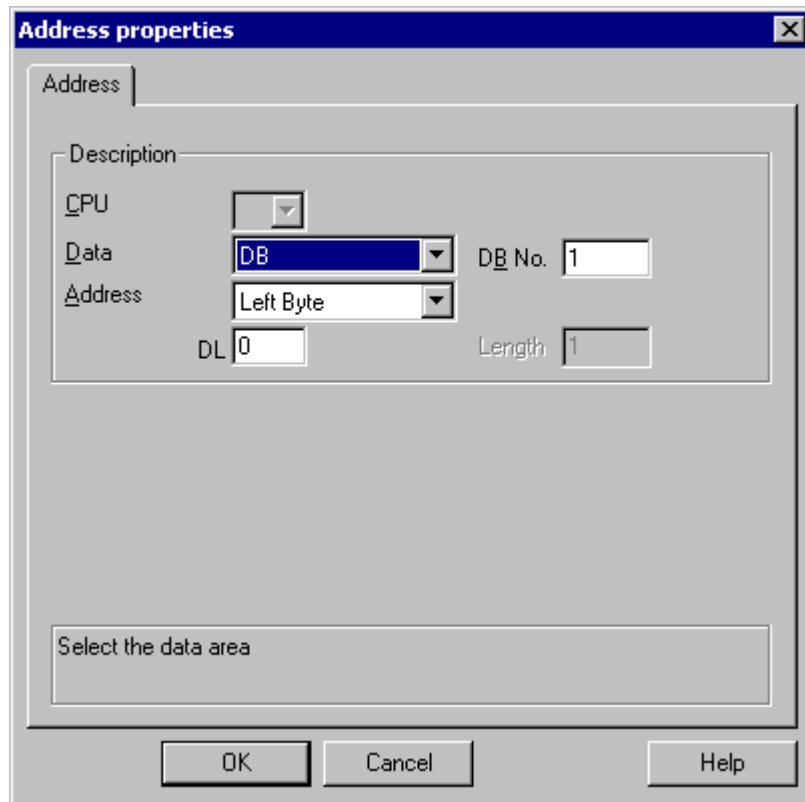 Address properties
Address
Description
CPU
Data DB DB No. 1
Address Left Byte
DL 0 Length 1
Select the data area
OK Cancel Help